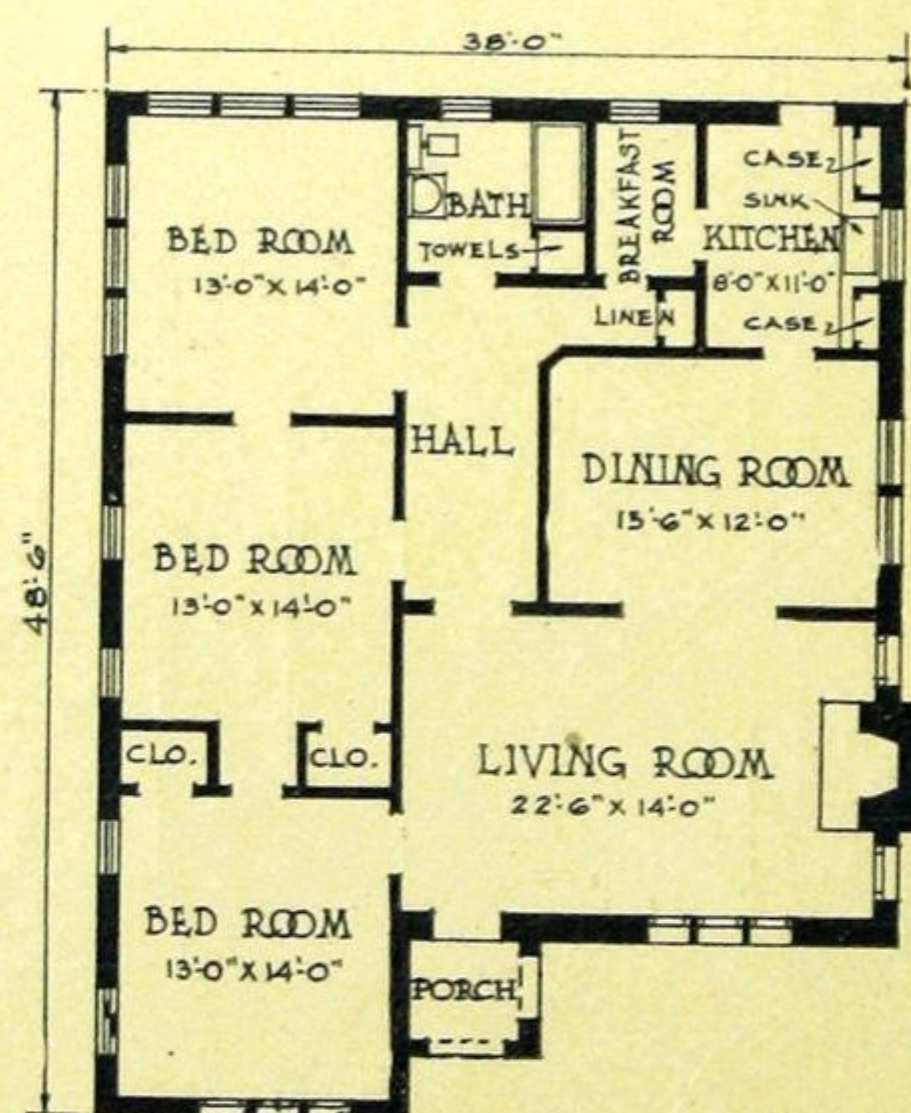 38'-0"
BED ROOM
13'-0" X 14'-0"
BATH
TOWELS
BREAKFAST
ROOM
CASE
SINK
KITCHEN
8'-0" X 11'-0"
CASE
LINEN
HALL
DINING ROOM
15'-6" X 12'-0"
48'-6"
BED ROOM
13'-0" X 14'-0"
CLO.
CLO.
LIVING ROOM
22'-6" X 14'-0"
BED ROOM
13'-0" X 14'-0"
PORCH